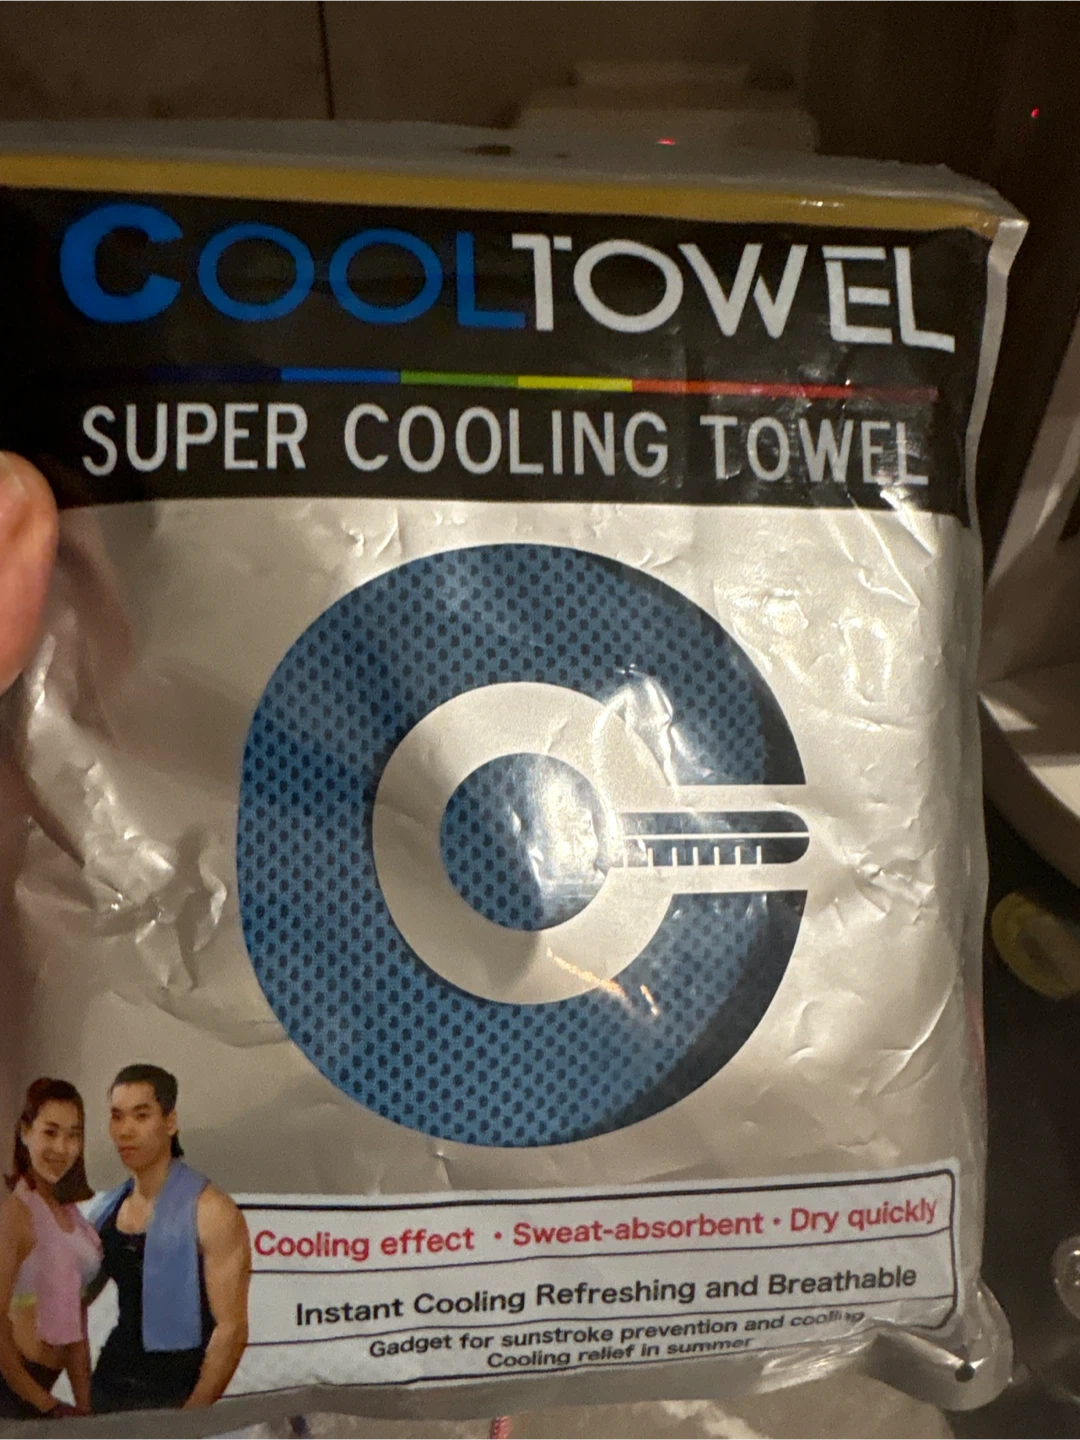 COOLTOWEL
SUPER COOLING TOWEL
Cooling effect · Sweat-absorbent · Dry quickly
Instant Cooling Refreshing and Breathable
Gadget for sunstroke prevention and cooling
Cooling relief in summer